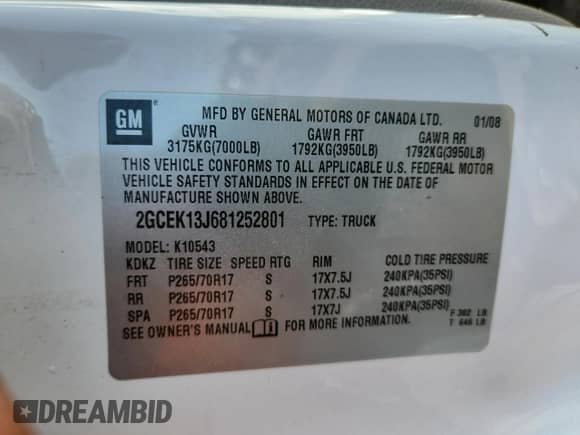 GM
MFD BY GENERAL MOTORS OF CANADA LTD. 01/08
GVWR GAWR FRT GAWR RR
3175KG(7000LB) 1792KG(3950LB) 1792KG(3950LB)
THIS VEHICLE CONFORMS TO ALL APPLICABLE U.S. FEDERAL MOTOR
VEHICLE SAFETY STANDARDS IN EFFECT ON THE DATE OF
MANUFACTURE SHOWN ABOVE.
2GCEK13J681252801 TYPE: TRUCK
MODEL: K10543
KDKZ TIRE SIZE SPEED RTG RIM COLD TIRE PRESSURE
FRT P265/70R17 S 17X7.5J 240KPA(35PSI)
RR P265/70R17 S 17X7.5J 240KPA(35PSI)
SPA P265/70R17 S 17X7J 240KPA(35PSI)
F 382 LB
T 646 LB
SEE OWNER'S MANUAL FOR MORE INFORMATION.
DREAMBID